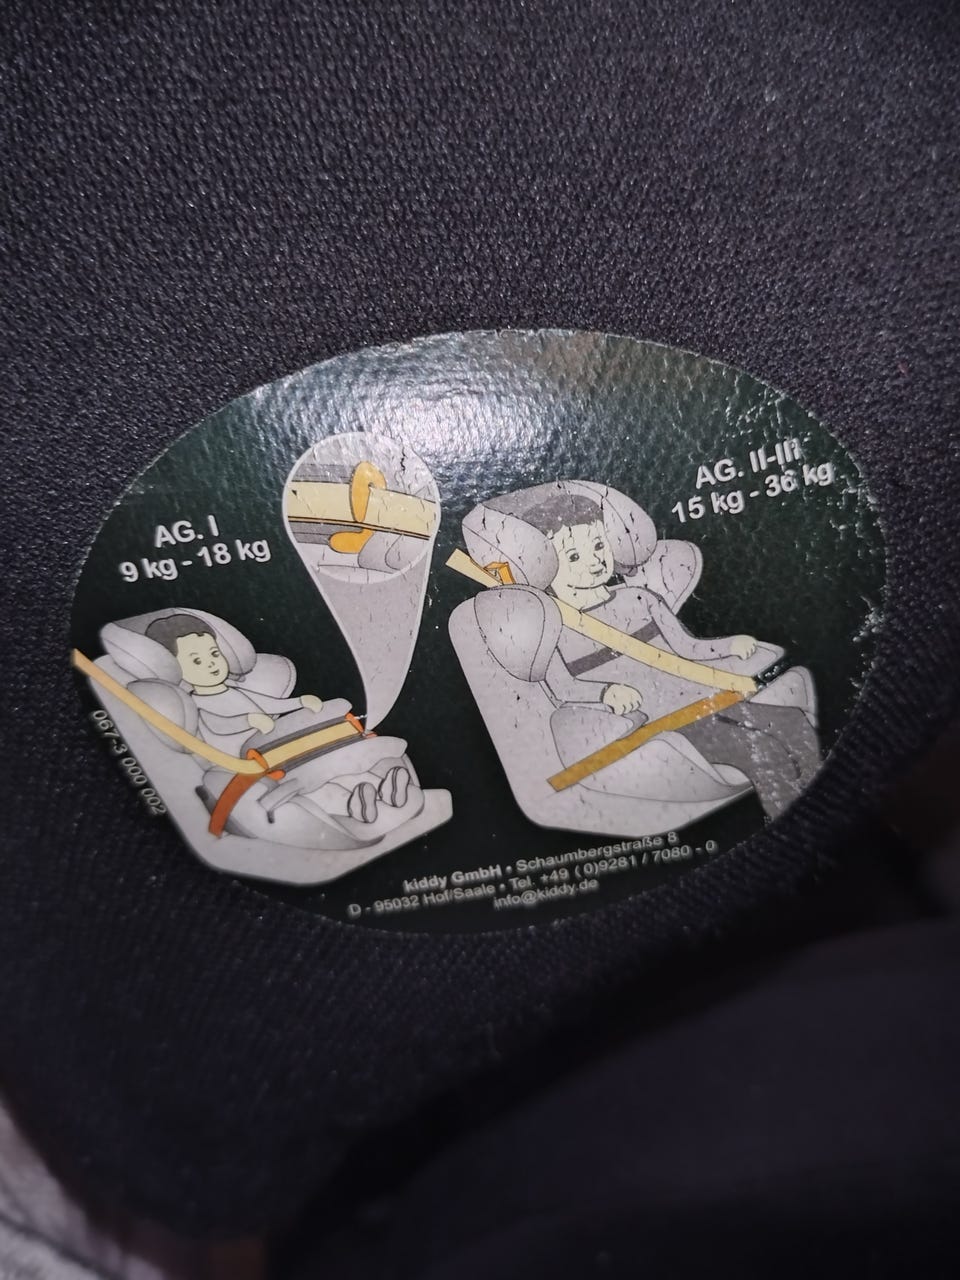 AG. I
9 kg - 18 kg
AG. II-III
15 kg - 36 kg
067-3 000 002
kiddy GmbH • Schaumbergstraße 8
D - 95032 Hof/Saale • Tel. +49 (0)9281 / 7080 - 0
info@kiddy.de